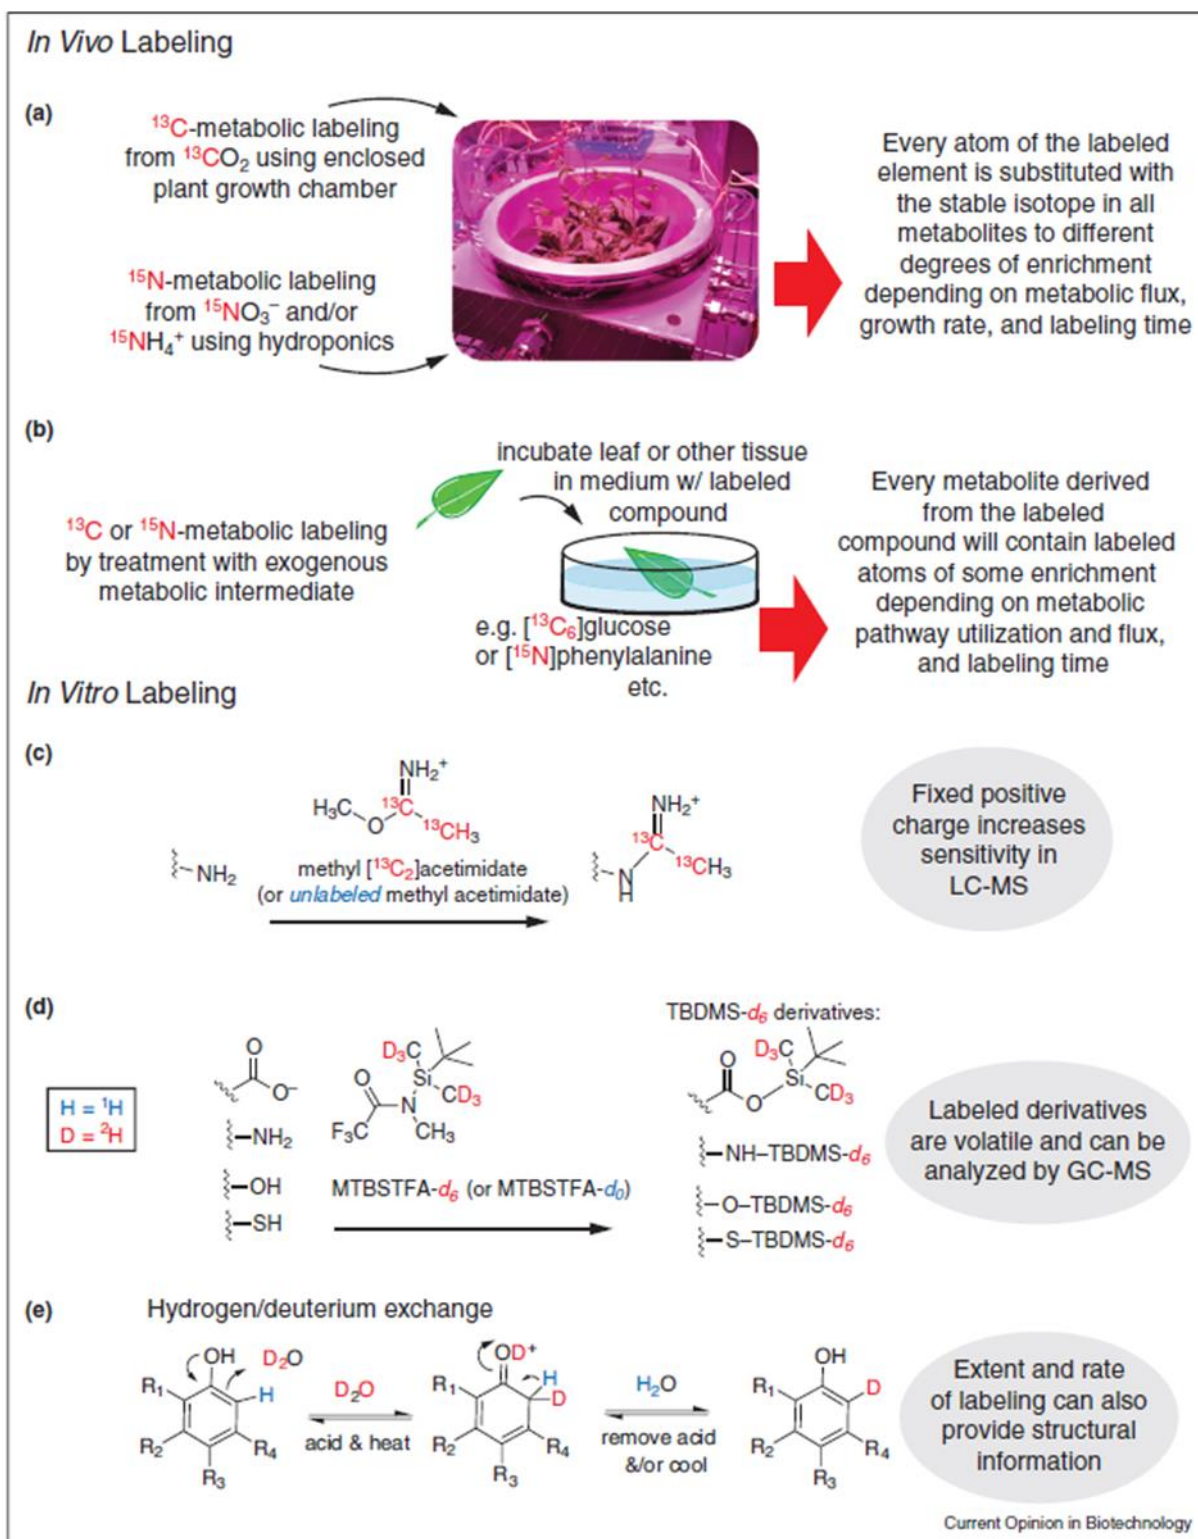 In Vivo Labeling
(a)
¹³C-metabolic labeling
from ¹³CO₂ using enclosed
plant growth chamber
¹⁵N-metabolic labeling
from ¹⁵NO₃⁻ and/or
¹⁵NH₄⁺ using hydroponics
Every atom of the labeled
element is substituted with
the stable isotope in all
metabolites to different
degrees of enrichment
depending on metabolic flux,
growth rate, and labeling time
(b)
¹³C or ¹⁵N-metabolic labeling
by treatment with exogenous
metabolic intermediate
incubate leaf or other tissue
in medium w/ labeled
compound
e.g. [¹³C₆]glucose
or [¹⁵N]phenylalanine
etc.
Every metabolite derived
from the labeled
compound will contain labeled
atoms of some enrichment
depending on metabolic
pathway utilization and flux,
and labeling time
In Vitro Labeling
(c)
NH₂
NH₂⁺
H₃C
O
¹³C
¹³CH₃
methyl [¹³C₂]acetimidate
(or unlabeled methyl acetimidate)
NH₂⁺
¹³C
¹³CH₃
N
H
Fixed positive
charge increases
sensitivity in
LC-MS
(d)
H = ¹H
D = ²H
O
O⁻
NH₂
OH
SH
D₃C
Si
CD₃
O
N
F₃C
CH₃
MTBSTFA-d₆ (or MTBSTFA-d₀)
TBDMS-d₆ derivatives:
D₃C
O
Si
O
CD₃
NH–TBDMS-d₆
O–TBDMS-d₆
S–TBDMS-d₆
Labeled derivatives
are volatile and can be
analyzed by GC-MS
(e)
Hydrogen/deuterium exchange
OH
D₂O
R₁
H
R₂
R₄
R₃
D₂O
acid & heat
OD⁺
H
R₁
D
R₂
R₄
R₃
H₂O
remove acid
&/or cool
OH
R₁
D
R₂
R₄
R₃
Extent and rate
of labeling can also
provide structural
information
Current Opinion in Biotechnology